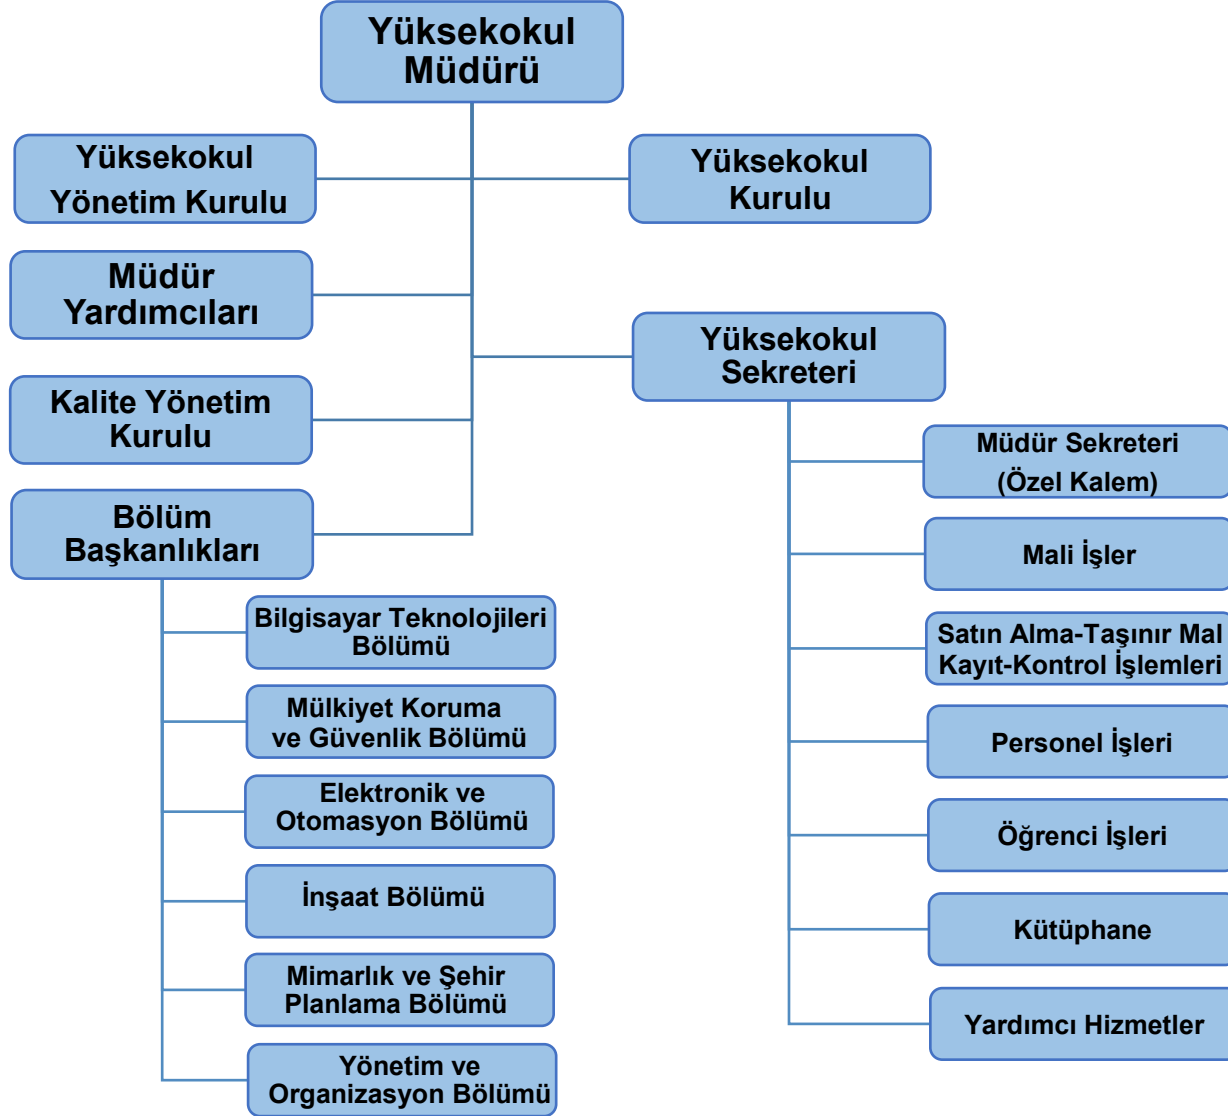 Yüksekokul
Müdürü
Yüksekokul
Yönetim Kurulu
Yüksekokul
Kurulu
Müdür
Yardımcıları
Yüksekokul
Sekreteri
Kalite Yönetim
Kurulu
Bölüm
Başkanlıkları
Bilgisayar Teknolojileri
Bölümü
Mülkiyet Koruma
ve Güvenlik Bölümü
Elektronik ve
Otomasyon Bölümü
İnşaat Bölümü
Mimarlık ve Şehir
Planlama Bölümü
Yönetim ve
Organizasyon Bölümü
Müdür Sekreteri
(Özel Kalem)
Mali İşler
Satın Alma-Taşınır Mal
Kayıt-Kontrol İşlemleri
Personel İşleri
Öğrenci İşleri
Kütüphane
Yardımcı Hizmetler